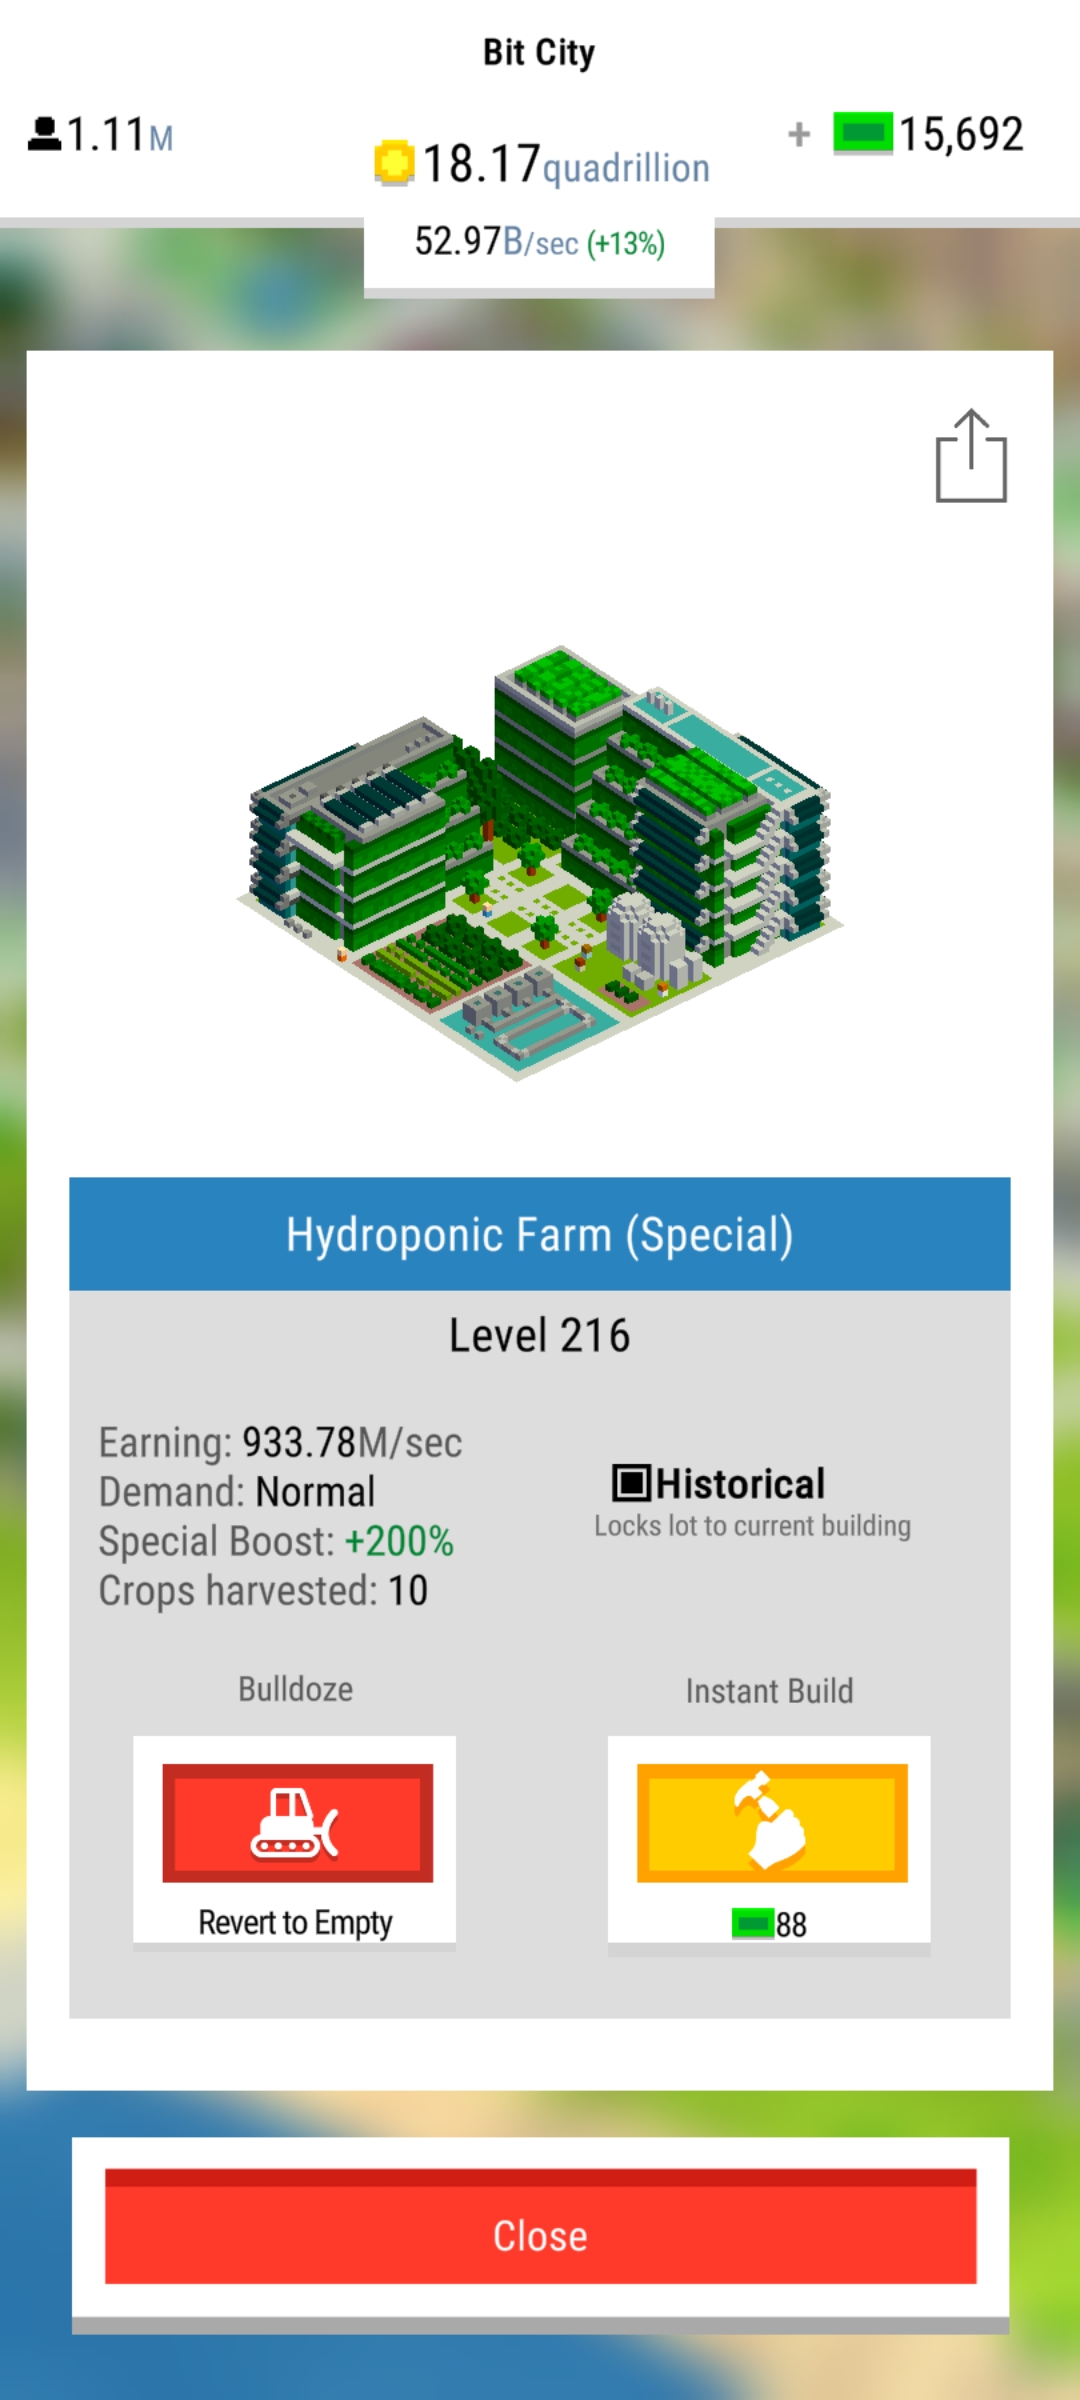 Bit City
1.11M
18.17quadrillion
+ 15,692
52.97B/sec (+13%)
Hydroponic Farm (Special)
Level 216
Earning: 933.78M/sec
Demand: Normal
Special Boost: +200%
Crops harvested: 10
Historical
Locks lot to current building
Bulldoze
Instant Build
Revert to Empty
88
Close